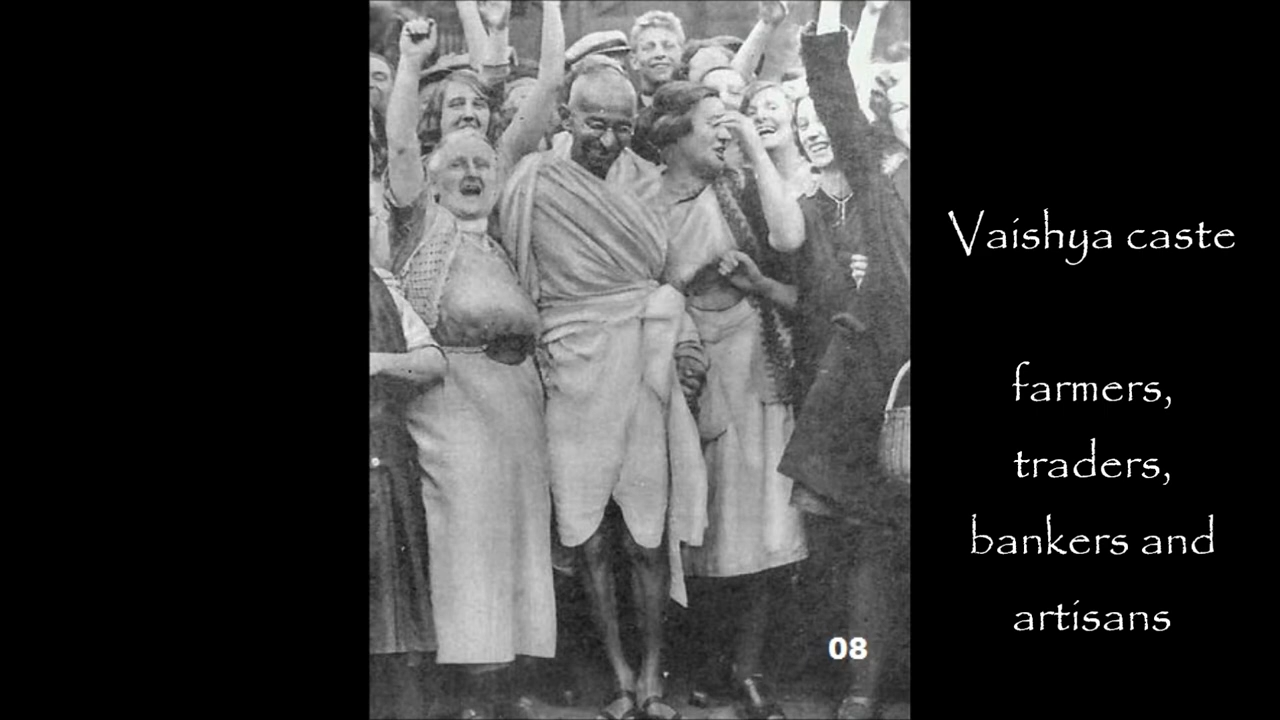 Vaishya caste
farmers,
traders,
bankers and
artisans
08